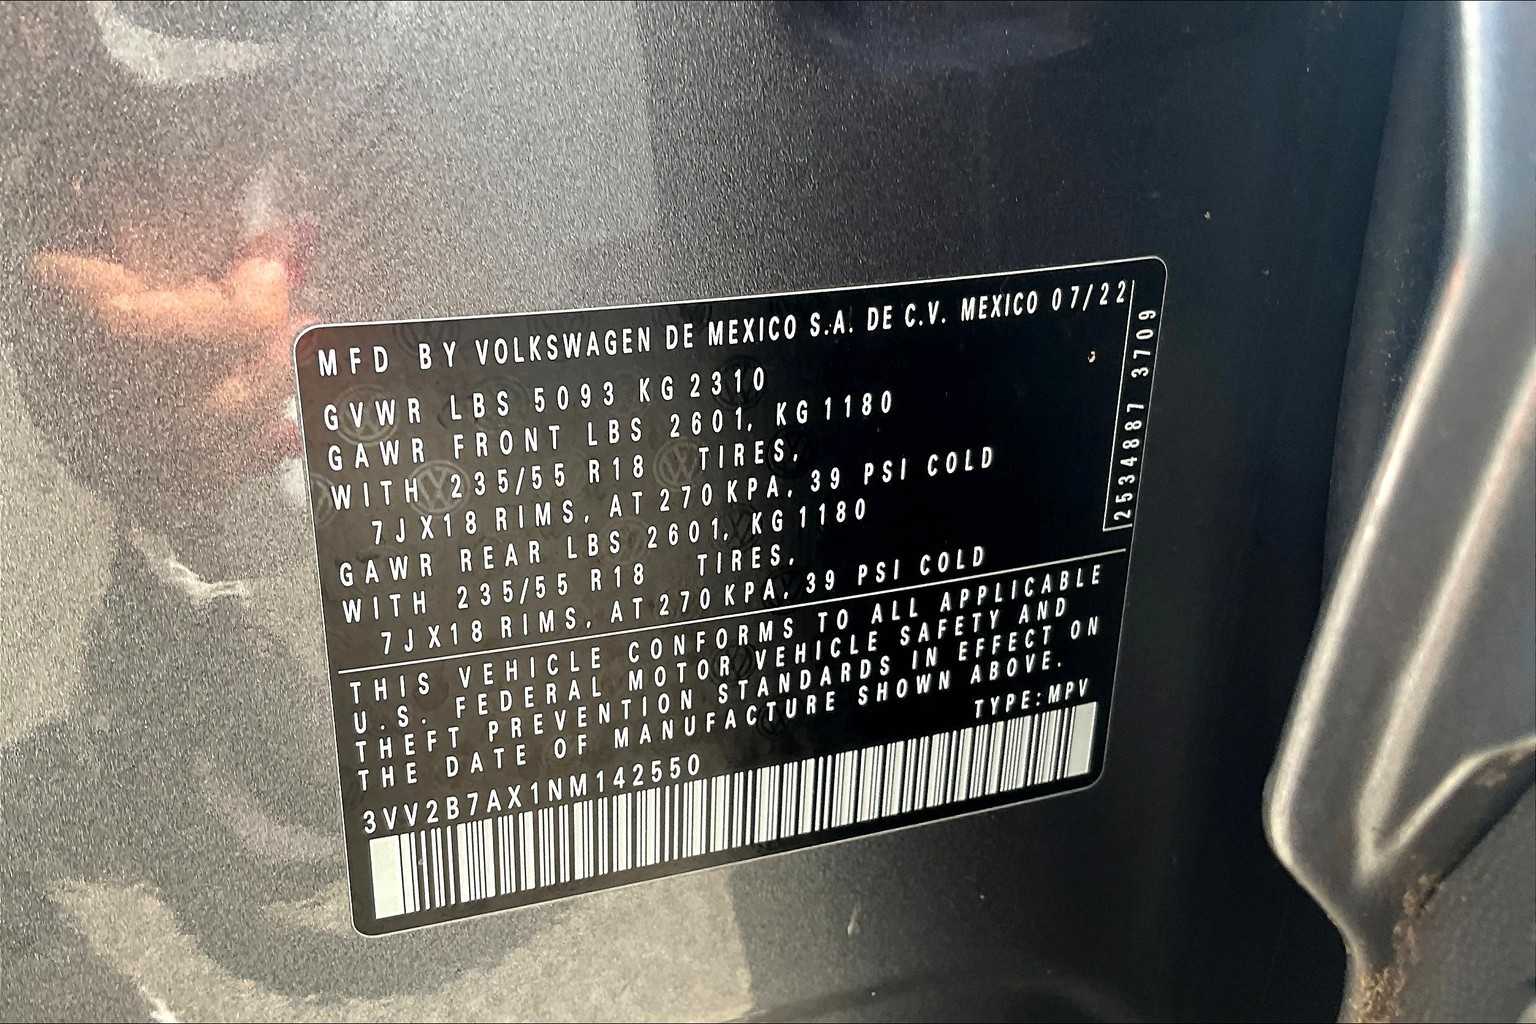 MFD BY VOLKSWAGEN DE MEXICO S.A. DE C.V. MEXICO 07/22
GVWR LBS 5093 KG 2310
GAWR FRONT LBS 2601, KG 1180
WITH 235/55 R18 TIRES,
7JX18 RIMS, AT 270 KPA, 39 PSI COLD
GAWR REAR LBS 2601, KG 1180
WITH 235/55 R18 TIRES,
7JX18 RIMS, AT 270 KPA, 39 PSI COLD
2534887 3709
THIS VEHICLE CONFORMS TO ALL APPLICABLE
U.S. FEDERAL MOTOR VEHICLE SAFETY AND
THEFT PREVENTION STANDARDS IN EFFECT ON
THE DATE OF MANUFACTURE SHOWN ABOVE.
TYPE:MPV
3VV2B7AX1NM142550